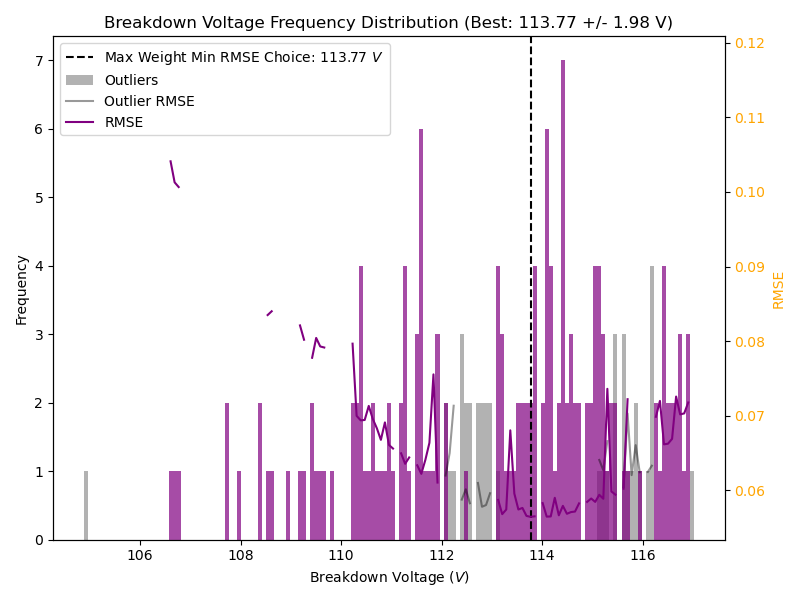 Breakdown Voltage Frequency Distribution (Best: 113.77 +/- 1.98 V)
Max Weight Min RMSE Choice: 113.77 V
Outliers
Outlier RMSE
RMSE
Frequency
7
6
5
4
3
2
1
0
0.12
0.11
0.10
0.09
0.08
0.07
0.06
RMSE
106 108 110 112 114 116
Breakdown Voltage (V)